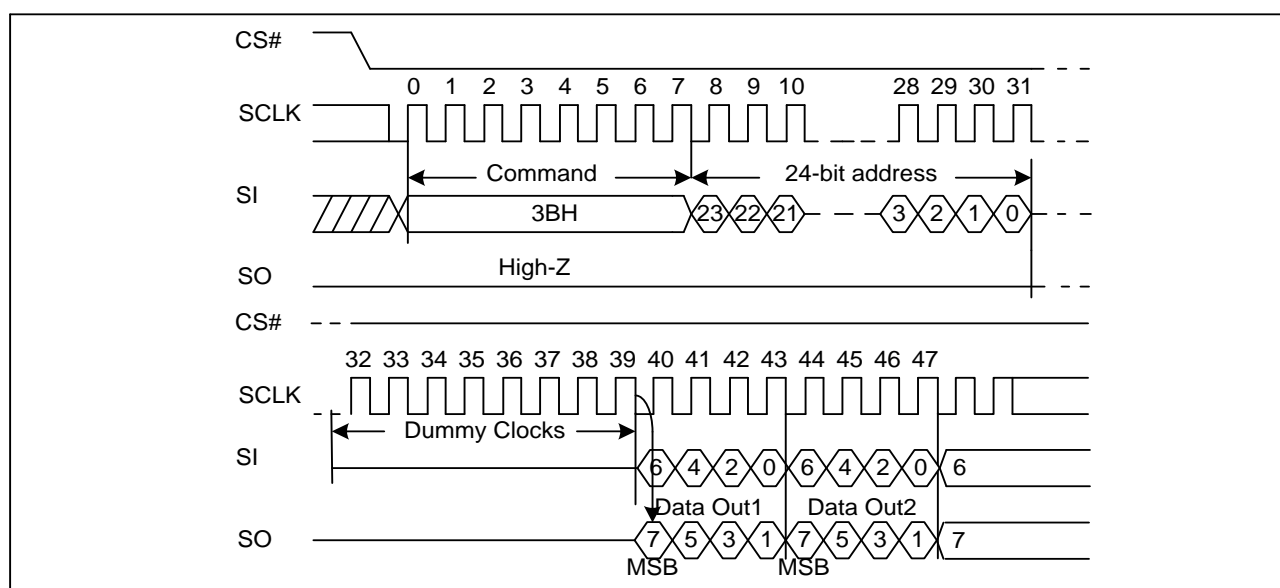 CS#
0 1 2 3 4 5 6 7 8 9 10 28 29 30 31
SCLK
Command 24-bit address
SI
3BH 23 22 21 3 2 1 0
High-Z
SO
CS#
32 33 34 35 36 37 38 39 40 41 42 43 44 45 46 47
SCLK
Dummy Clocks
SI
6 4 2 0 6 4 2 0 6
Data Out1 Data Out2
SO
7 5 3 1 7 5 3 1 7
MSB MSB